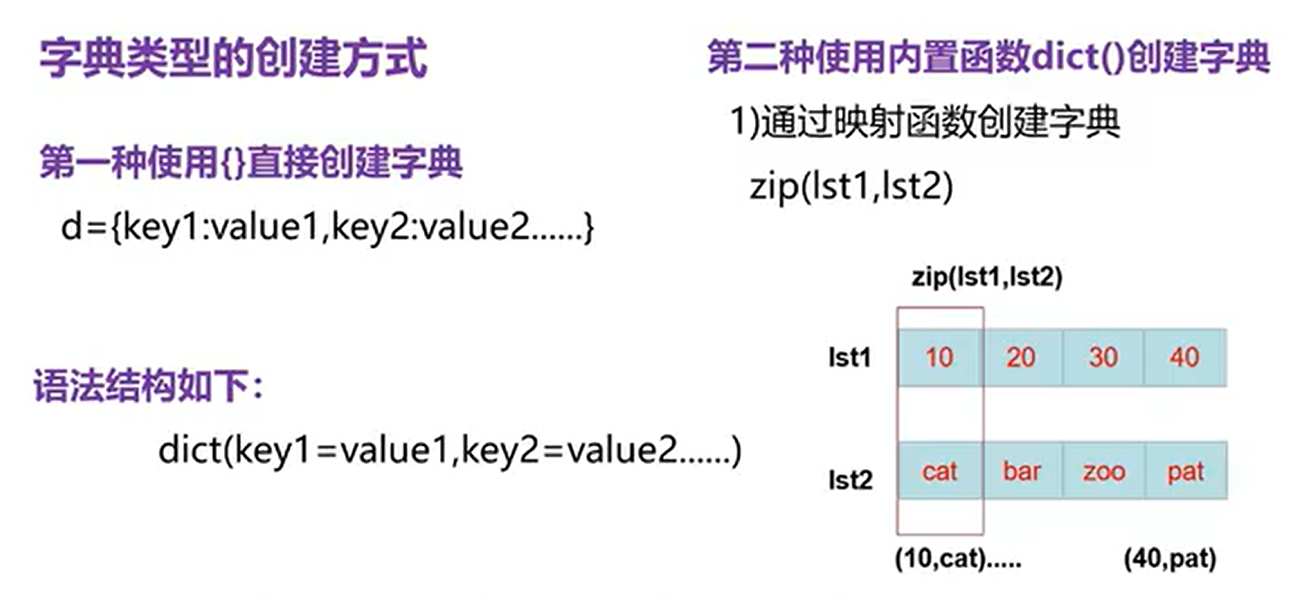 字典类型的创建方式
第一种使用{}直接创建字典
d={key1:value1,key2:value2......}
语法结构如下：
dict(key1=value1,key2=value2......)
第二种使用内置函数dict()创建字典
1)通过映射函数创建字典
zip(lst1,lst2)
zip(lst1,lst2)
lst1 10 20 30 40
lst2 cat bar zoo pat
(10,cat)..... (40,pat)